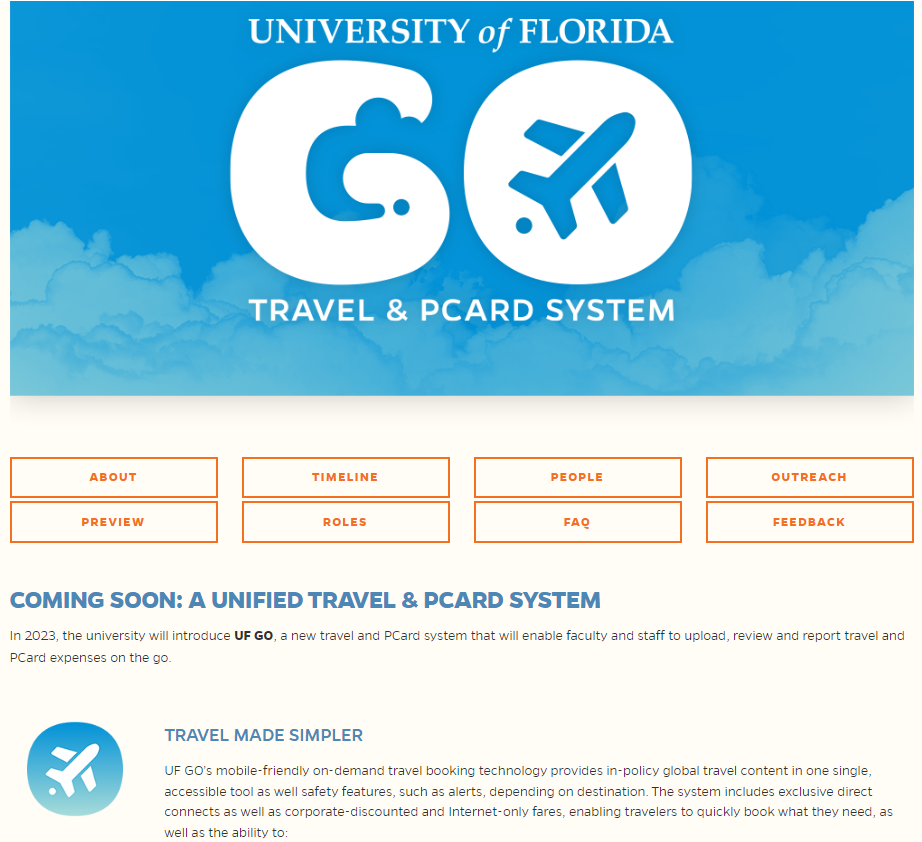 UNIVERSITY of FLORIDA
GO
TRAVEL & PCARD SYSTEM
ABOUT
TIMELINE
PEOPLE
OUTREACH
PREVIEW
ROLES
FAQ
FEEDBACK
COMING SOON: A UNIFIED TRAVEL & PCARD SYSTEM
In 2023, the university will introduce UF GO, a new travel and PCard system that will enable faculty and staff to upload, review and report travel and
PCard expenses on the go.
TRAVEL MADE SIMPLER
UF GO's mobile-friendly on-demand travel booking technology provides in-policy global travel content in one single,
accessible tool as well safety features, such as alerts, depending on destination. The system includes exclusive direct
connects as well as corporate-discounted and Internet-only fares, enabling travelers to quickly book what they need, as
well as the ability to: